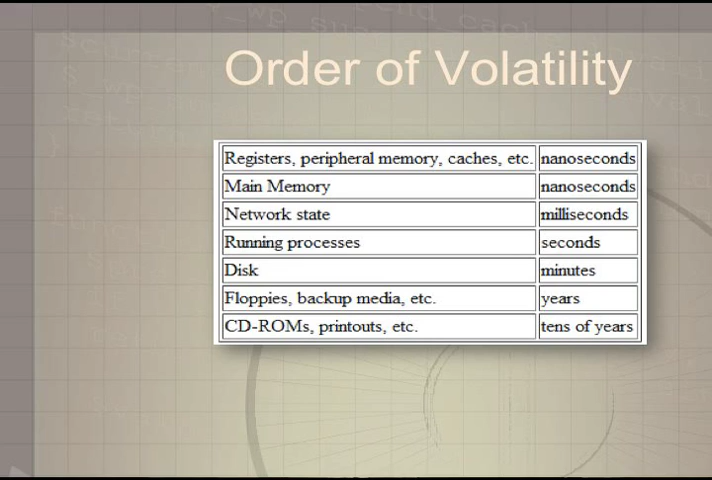 Order of Volatility
Registers, peripheral memory, caches, etc. nanoseconds
Main Memory nanoseconds
Network state milliseconds
Running processes seconds
Disk minutes
Floppies, backup media, etc. years
CD-ROMs, printouts, etc. tens of years